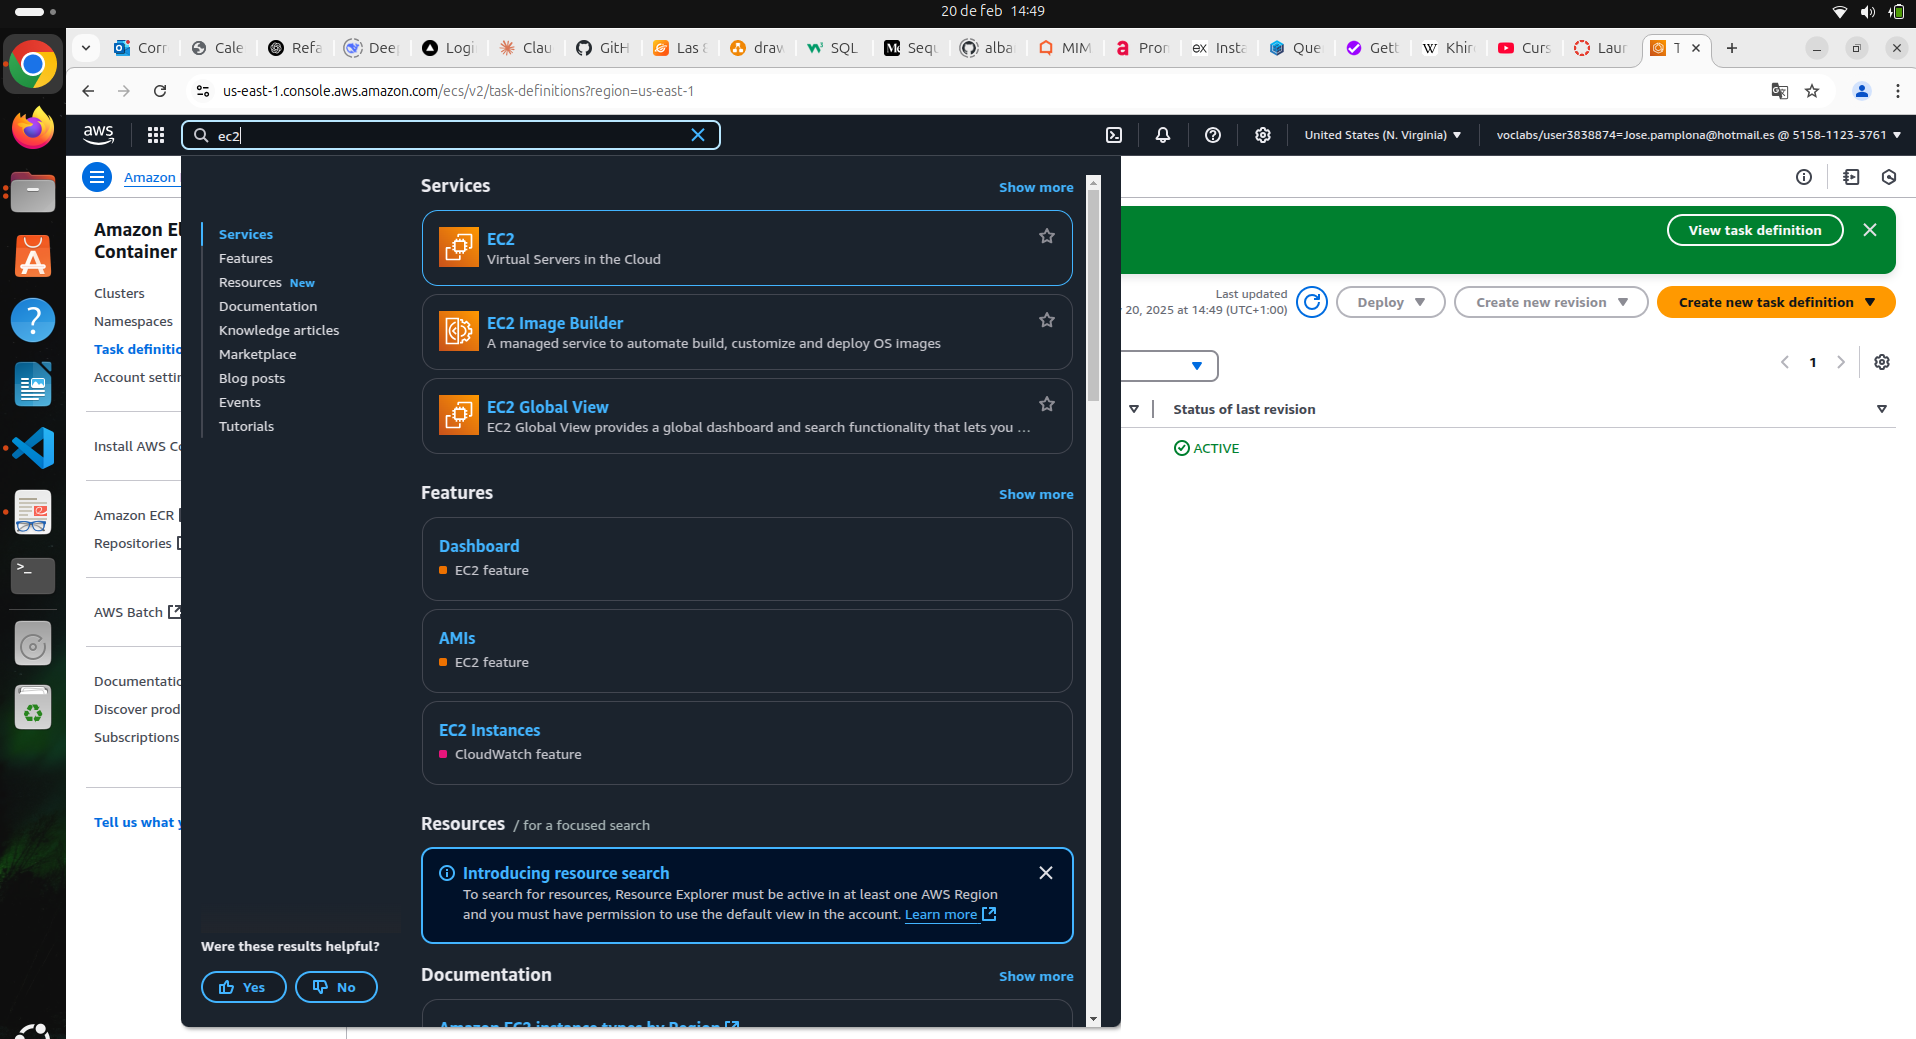 20 de feb 14:49
Corr
Cale
Refa
Deep
Logi
Clau
GitH
Las 8
draw
SQL
Sequ
alba
MIM
Pron
Insta
Que
Gett
Khir
Curs
Laun
T
us-east-1.console.aws.amazon.com/ecs/v2/task-definitions?region=us-east-1
aws
ec2
United States (N. Virginia)
voclabs/user3838874=Jose.pamplona@hotmail.es @ 5158-1123-3761
Amazon
Amazon El
Container
Clusters
Namespaces
Task definitio
Account settin
Install AWS Co
Amazon ECR
Repositories
AWS Batch
Documentatio
Discover prod
Subscriptions
Tell us what y
Services
Features
Resources New
Documentation
Knowledge articles
Marketplace
Blog posts
Events
Tutorials
Were these results helpful?
Yes
No
Services
Show more
EC2
Virtual Servers in the Cloud
EC2 Image Builder
A managed service to automate build, customize and deploy OS images
EC2 Global View
EC2 Global View provides a global dashboard and search functionality that lets you ...
Features
Show more
Dashboard
EC2 feature
AMIs
EC2 feature
EC2 Instances
CloudWatch feature
Resources / for a focused search
Introducing resource search
To search for resources, Resource Explorer must be active in at least one AWS Region
and you must have permission to use the default view in the account. Learn more
Documentation
Show more
Amazon EC2 instance types by Region
View task definition
Last updated
20, 2025 at 14:49 (UTC+1:00)
Deploy
Create new revision
Create new task definition
1
Status of last revision
ACTIVE